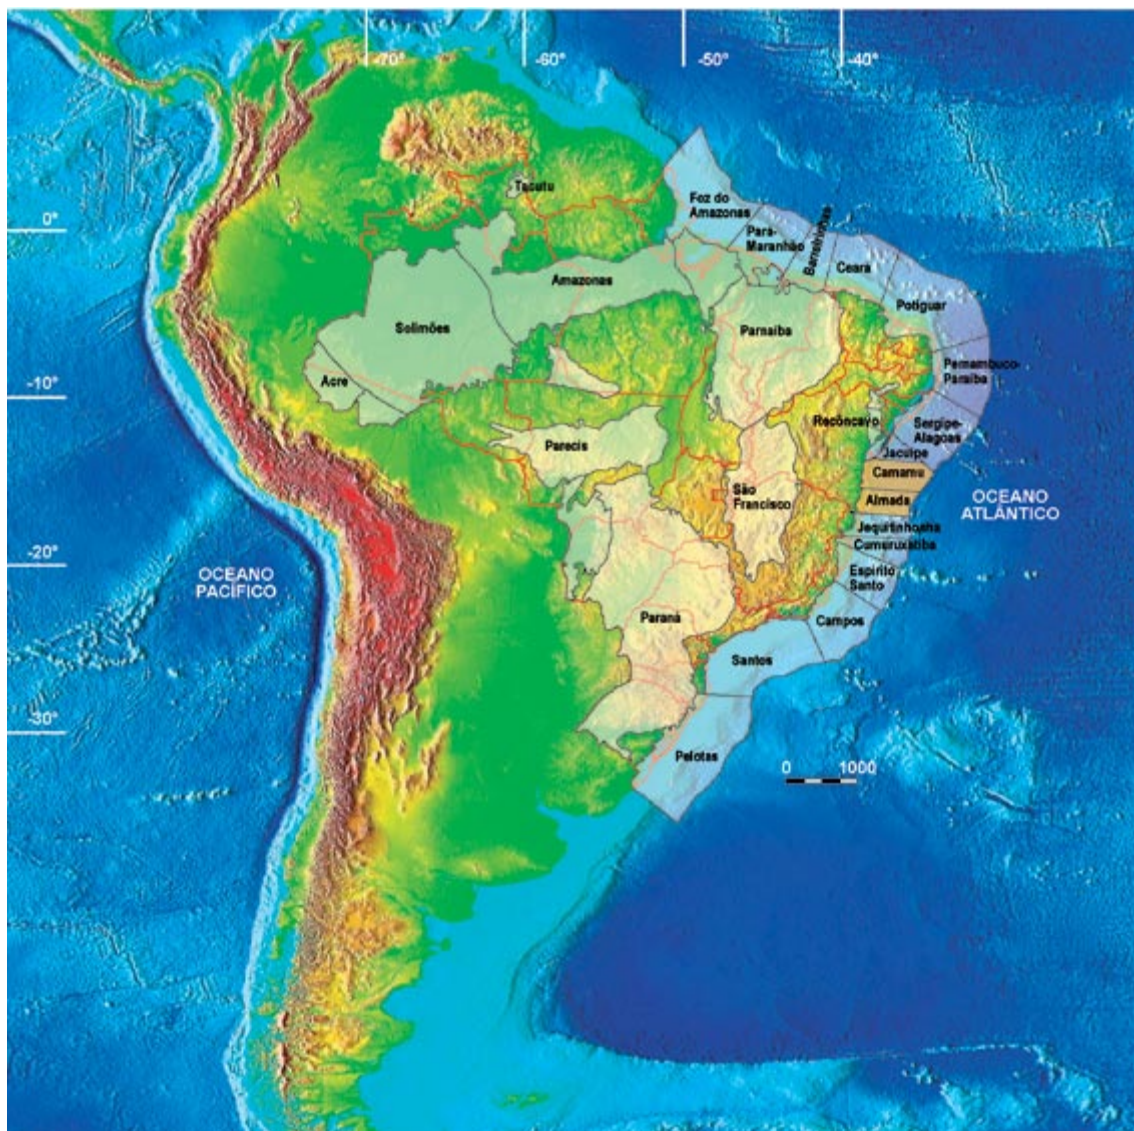 -70°
-60°
-50°
-40°
Tacutu
Foz do
Amazonas
0°
Pará-
Maranhão
Barreirinhas
Ceará
Amazonas
Potiguar
Solimões
Parnaíba
Pernambuco-
Paraíba
-10°
Acre
Recôncavo
Sergipe-
Alagoas
Parecis
Jacuípe
Camamu
São
Francisco
Almada
OCEANO
ATLÂNTICO
Jequitinhonha
Cumuruxatiba
-20°
OCEANO
PACÍFICO
Espírito
Santo
Paraná
Campos
Santos
-30°
Pelotas
0
1000